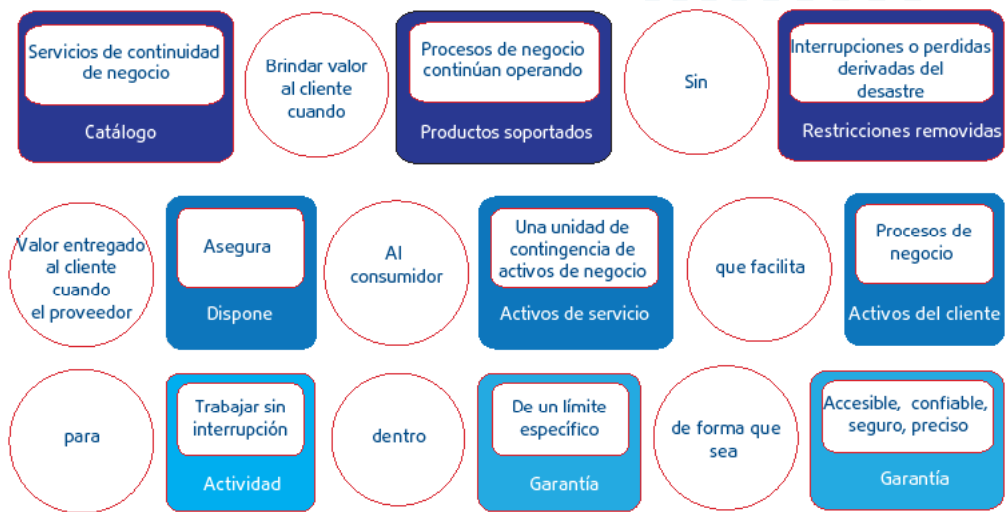 Servicios de continuidad
de negocio
Catálogo
Brindar valor
al cliente
cuando
Procesos de negocio
continúan operando
Productos soportados
Sin
Interrupciones o perdidas
derivadas del
desastre
Restricciones removidas
Valor entregado
al cliente
cuando
el proveedor
Asegura
Dispone
Al
consumidor
Una unidad de
contingencia de
activos de negocio
Activos de servicio
que facilita
Procesos de
negocio
Activos del cliente
para
Trabajar sin
interrupción
Actividad
dentro
De un límite
específico
Garantía
de forma que
sea
Accesible, confiable,
seguro, preciso
Garantía